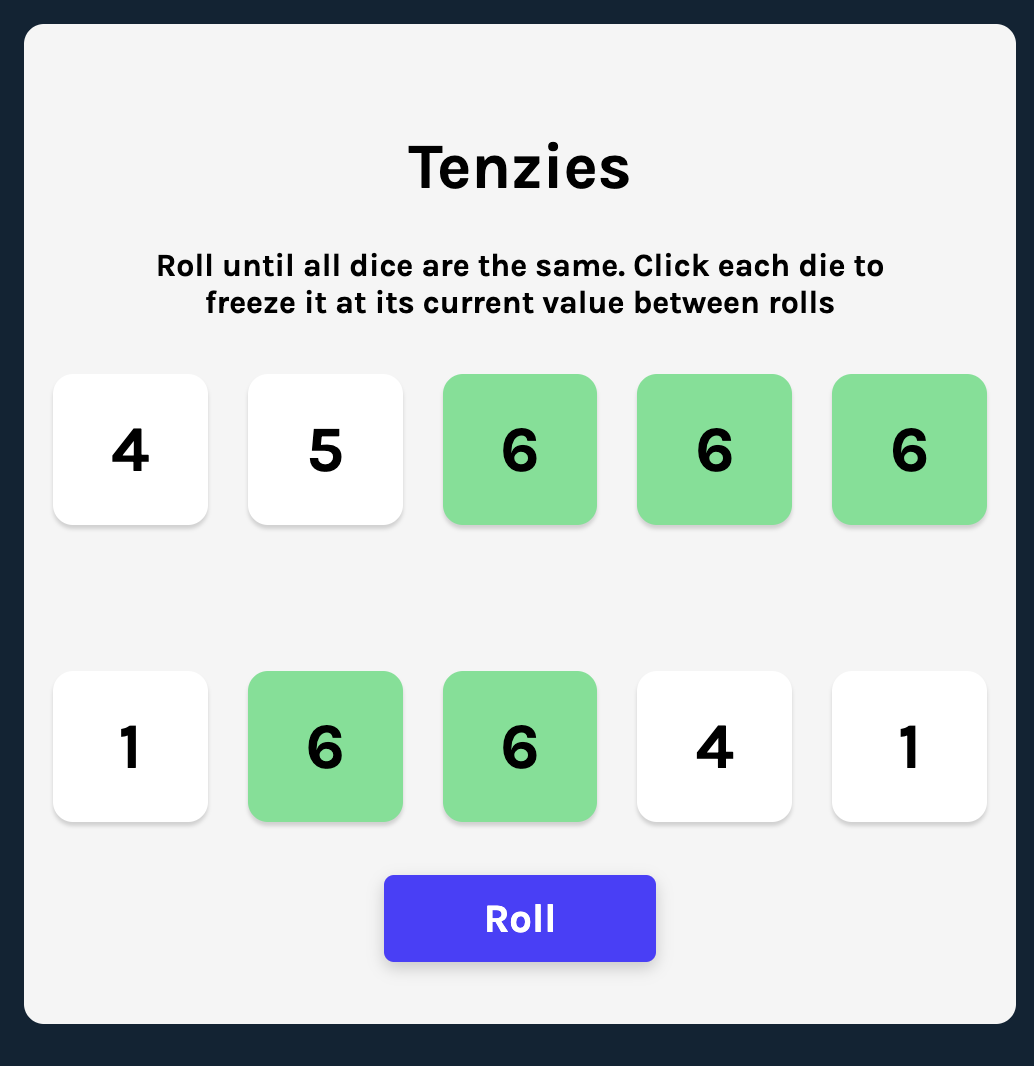 Tenzies
Roll until all dice are the same. Click each die to
freeze it at its current value between rolls
4 5 6 6 6
1 6 6 4 1
Roll